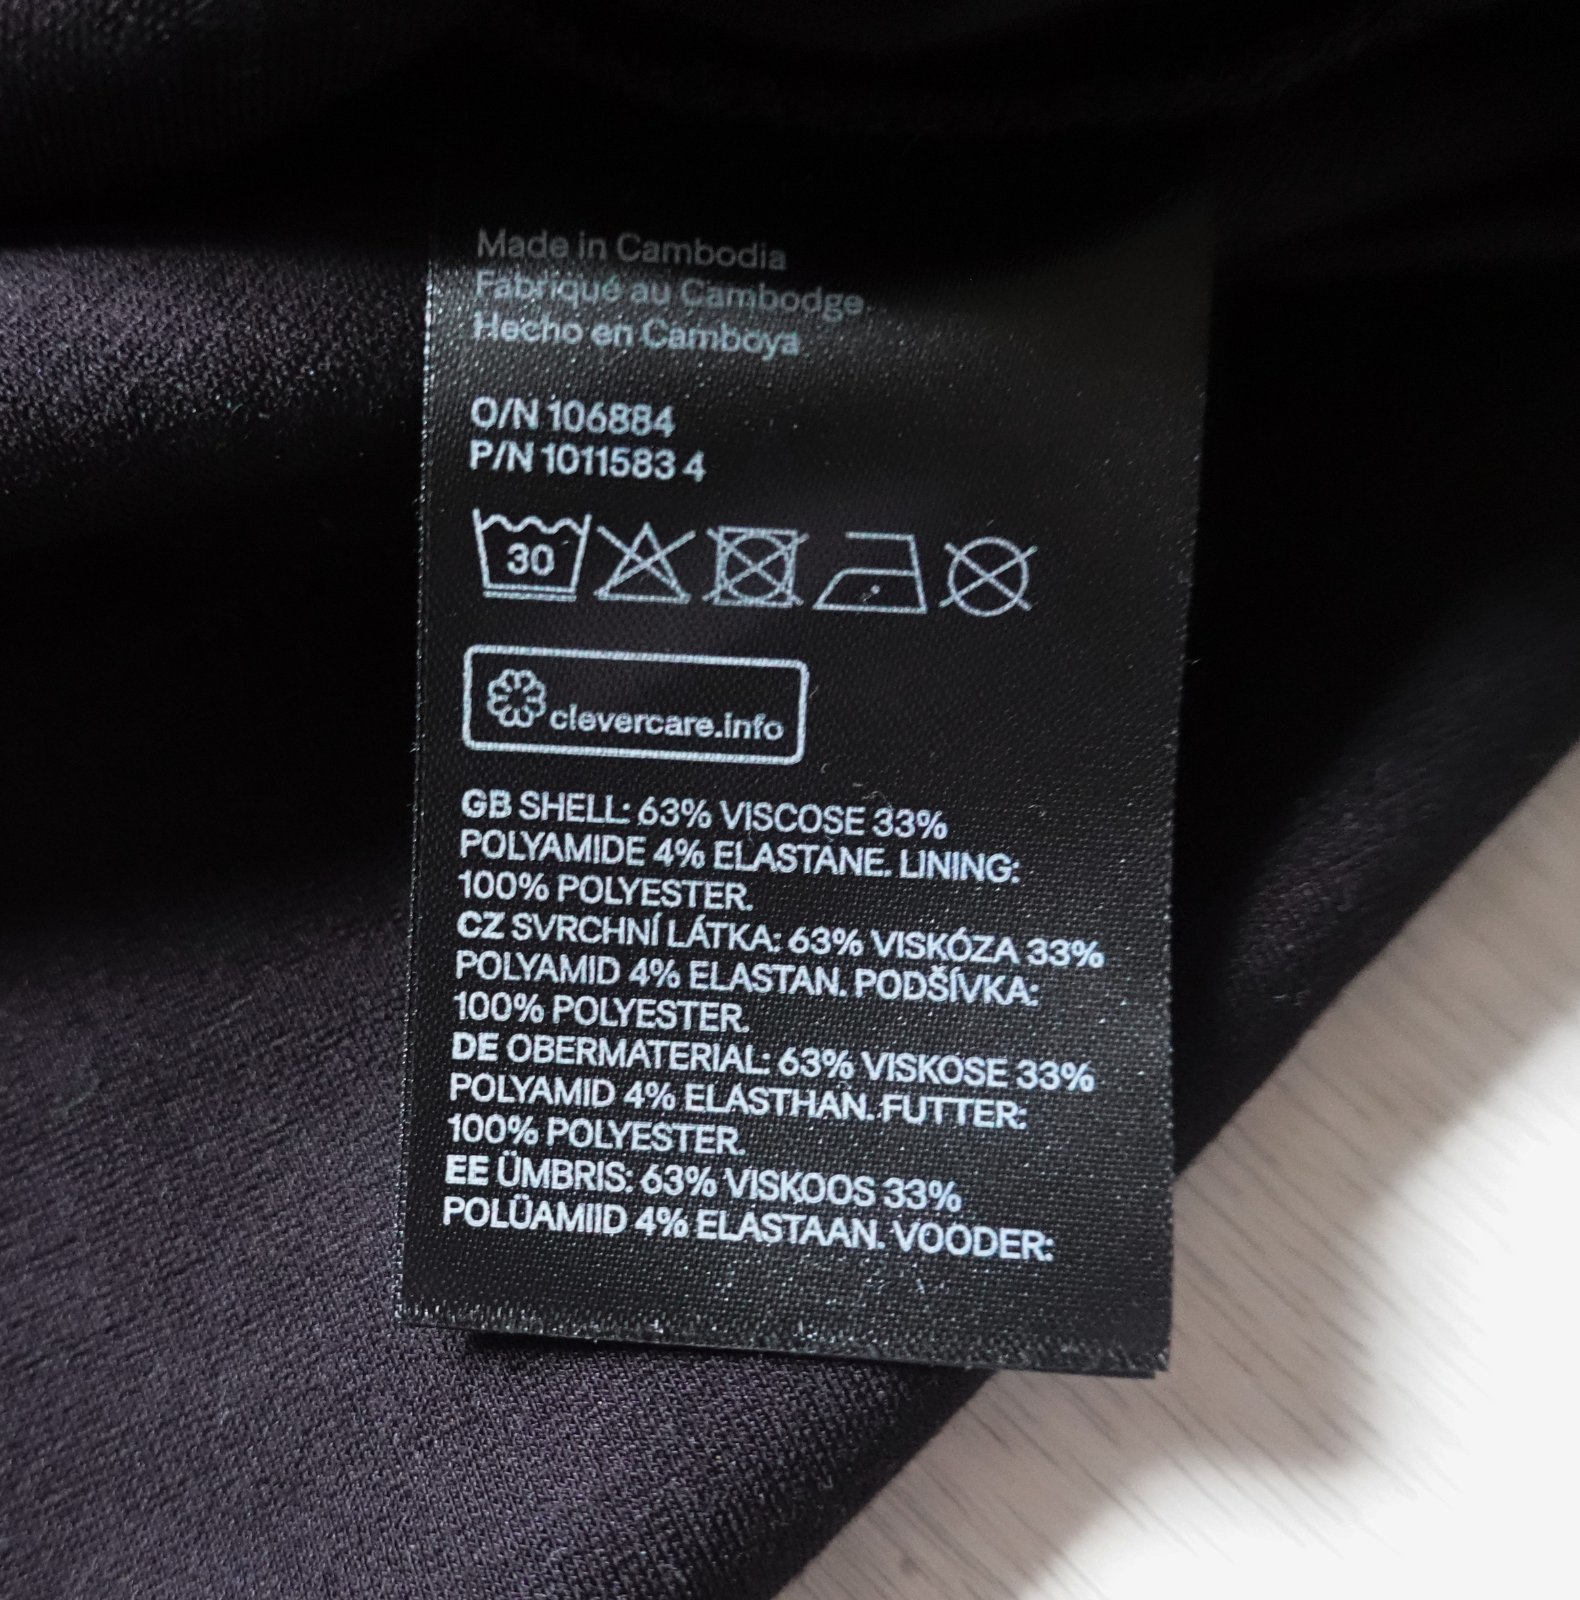 Made in Cambodia
Fabriqué au Cambodge
Hecho en Camboya
O/N 106884
P/N 1011583 4
30
clevercare.info
GB SHELL: 63% VISCOSE 33%
POLYAMIDE 4% ELASTANE. LINING:
100% POLYESTER.
CZ SVRCHNÍ LÁTKA: 63% VISKÓZA 33%
POLYAMID 4% ELASTAN. PODŠÍVKA:
100% POLYESTER.
DE OBERMATERIAL: 63% VISKOSE 33%
POLYAMID 4% ELASTHAN. FUTTER:
100% POLYESTER.
EE ÜMBRIS: 63% VISKOOS 33%
POLÜAMIID 4% ELASTAAN. VOODER: